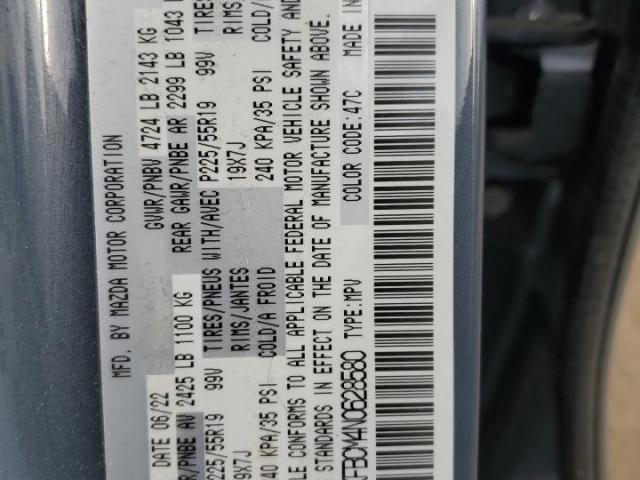 MFD. BY MAZDA MOTOR CORPORATION
DATE 06/22 GVWR/PNBV 4724 LB 2143 KG
/PNBE AV 2425 LB 1100 KG REAR GAWR/PNBE AR 2299 LB 1043
225/55R19 99V TIRES/PNEUS WITH/AVEC P225/55R19 99V TIRES
9X7J RIMS/JANTES 19X7J RIMS
40 KPA/35 PSI COLD/A FROID 240 KPA/35 PSI COLD/
LE CONFORMS TO ALL APPLICABLE FEDERAL MOTOR VEHICLE SAFETY AND
STANDARDS IN EFFECT ON THE DATE OF MANUFACTURE SHOWN ABOVE.
FBCM4N0628580 TYPE:MPV COLOR CODE:47C MADE IN